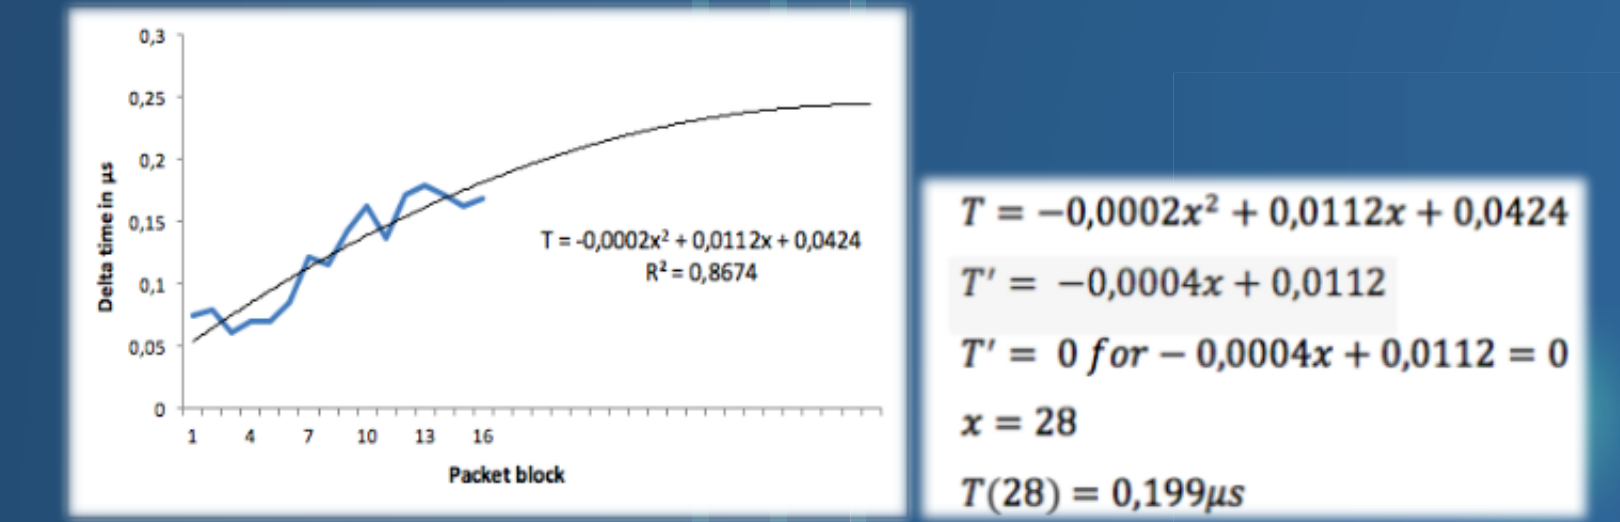 0,3
0,25
0,2
0,15
0,1
0,05
0
Delta time in µs
1 4 7 10 13 16
Packet block
T = -0,0002x² + 0,0112x + 0,0424
R² = 0,8674
T = −0,0002x² + 0,0112x + 0,0424
T′ = −0,0004x + 0,0112
T′ = 0 for − 0,0004x + 0,0112 = 0
x = 28
T(28) = 0,199µs